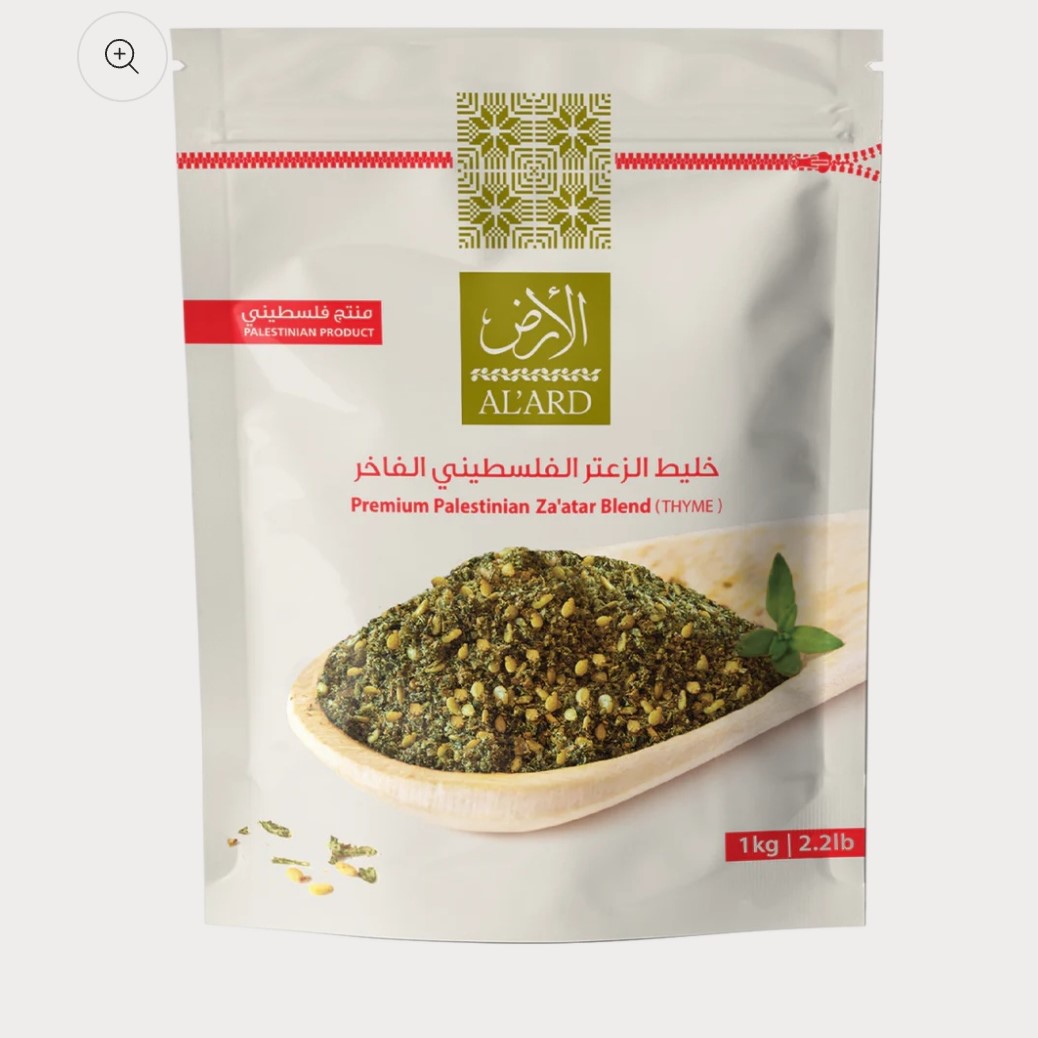 منتج فلسطيني
PALESTINIAN PRODUCT
الأرض
AL'ARD
خليط الزعتر الفلسطيني الفاخر
Premium Palestinian Za'atar Blend (THYME )
1kg | 2.2lb